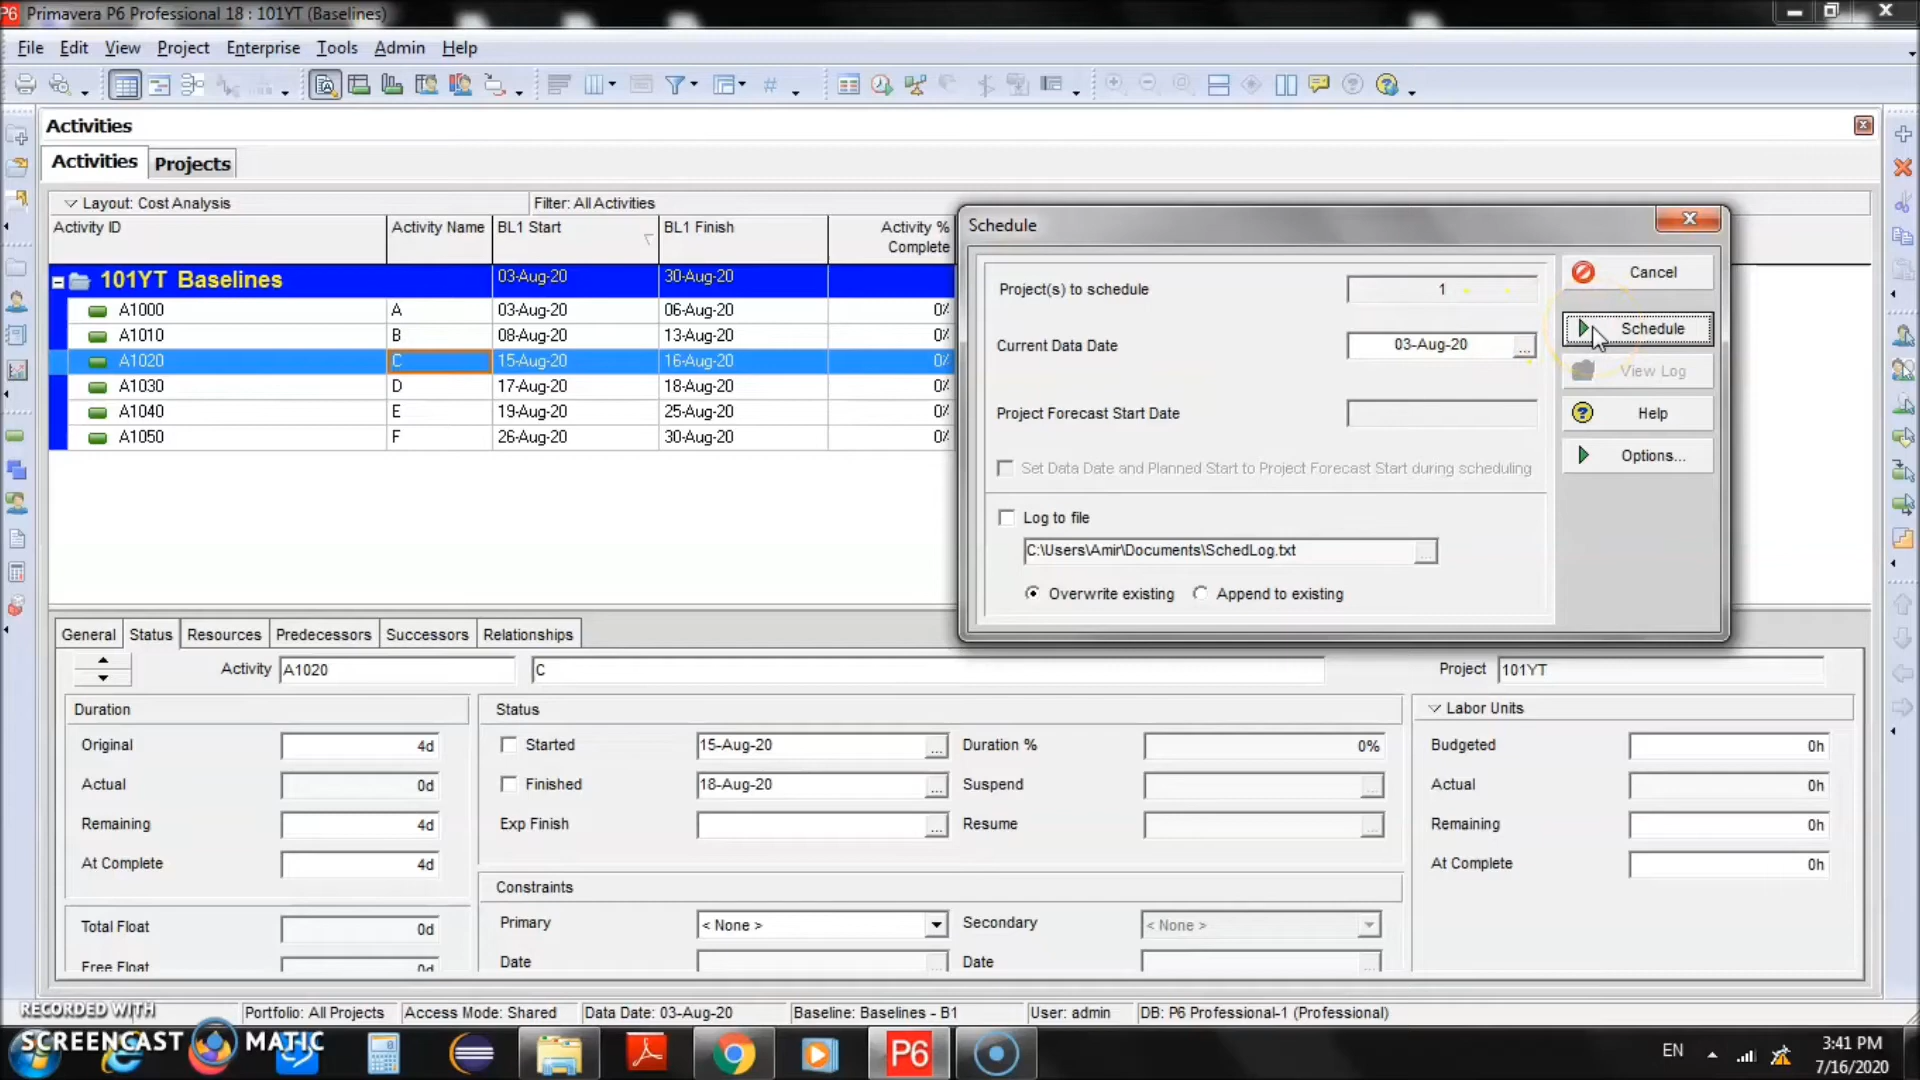 P6 Primavera P6 Professional 18 : 101YT (Baselines)
File Edit View Project Enterprise Tools Admin Help
Activities
Activities Projects
Layout: Cost Analysis Filter: All Activities
Activity ID Activity Name BL1 Start BL1 Finish Activity % Complete
101YT Baselines 03-Aug-20 30-Aug-20
A1000 A 03-Aug-20 06-Aug-20 0%
A1010 B 08-Aug-20 13-Aug-20 0%
A1020 C 15-Aug-20 16-Aug-20 0%
A1030 D 17-Aug-20 18-Aug-20 0%
A1040 E 19-Aug-20 25-Aug-20 0%
A1050 F 26-Aug-20 30-Aug-20 0%
Schedule
Project(s) to schedule 1
Current Data Date 03-Aug-20 ...
Project Forecast Start Date
Set Data Date and Planned Start to Project Forecast Start during scheduling
Log to file
C:\Users\Amir\Documents\SchedLog.txt ...
Overwrite existing Append to existing
Cancel
Schedule
View Log
Help
Options...
General Status Resources Predecessors Successors Relationships
Activity A1020 C Project 101YT
Duration
Original 4d
Actual 0d
Remaining 4d
At Complete 4d
Total Float 0d
Free Float 0d
Status
Started 15-Aug-20 ... Duration % 0%
Finished 18-Aug-20 ... Suspend ...
Exp Finish ... Resume ...
Constraints
Primary < None > Secondary < None >
Date ... Date ...
Labor Units
Budgeted 0h
Actual 0h
Remaining 0h
At Complete 0h
Portfolio: All Projects Access Mode: Shared Data Date: 03-Aug-20 Baseline: Baselines - B1 User: admin DB: P6 Professional-1 (Professional)
RECORDED WITH
SCREENCAST MATIC
P6
EN
3:41 PM
7/16/2020